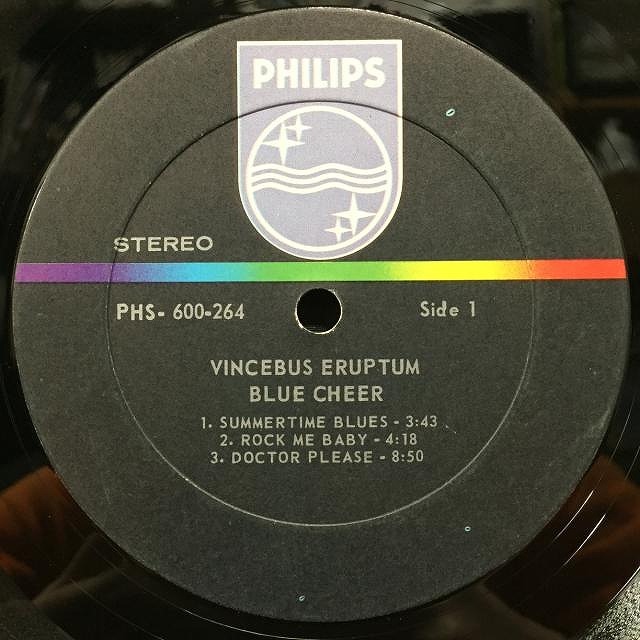 PHILIPS
STEREO
PHS- 600-264
Side 1
VINCEBUS ERUPTUM
BLUE CHEER
1. SUMMERTIME BLUES - 3:43
2. ROCK ME BABY - 4:18
3. DOCTOR PLEASE - 8:50